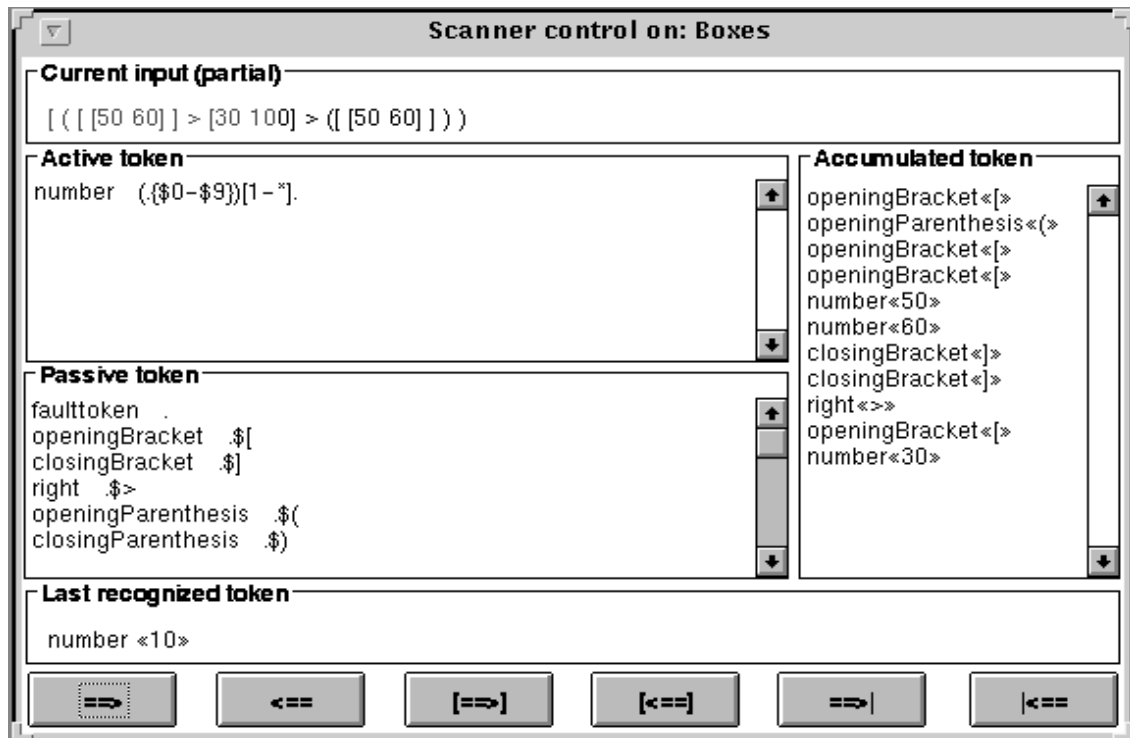 Scanner control on: Boxes
Current input (partial)
[ ( [ [50 60] ] > [30 100] > ([ [50 60] ] ) )
Active token
number (.{$0-$9})[1-*].
Passive token
faulttoken .
openingBracket .$[
closingBracket .$]
right .$>
openingParenthesis .$(
closingParenthesis .$)
Accumulated token
openingBracket«[»
openingParenthesis«(»
openingBracket«[»
openingBracket«[»
number«50»
number«60»
closingBracket«]»
closingBracket«]»
right«>»
openingBracket«[»
number«30»
Last recognized token
number «10»
==>
<==
[==>]
[<==]
==>|
|<==